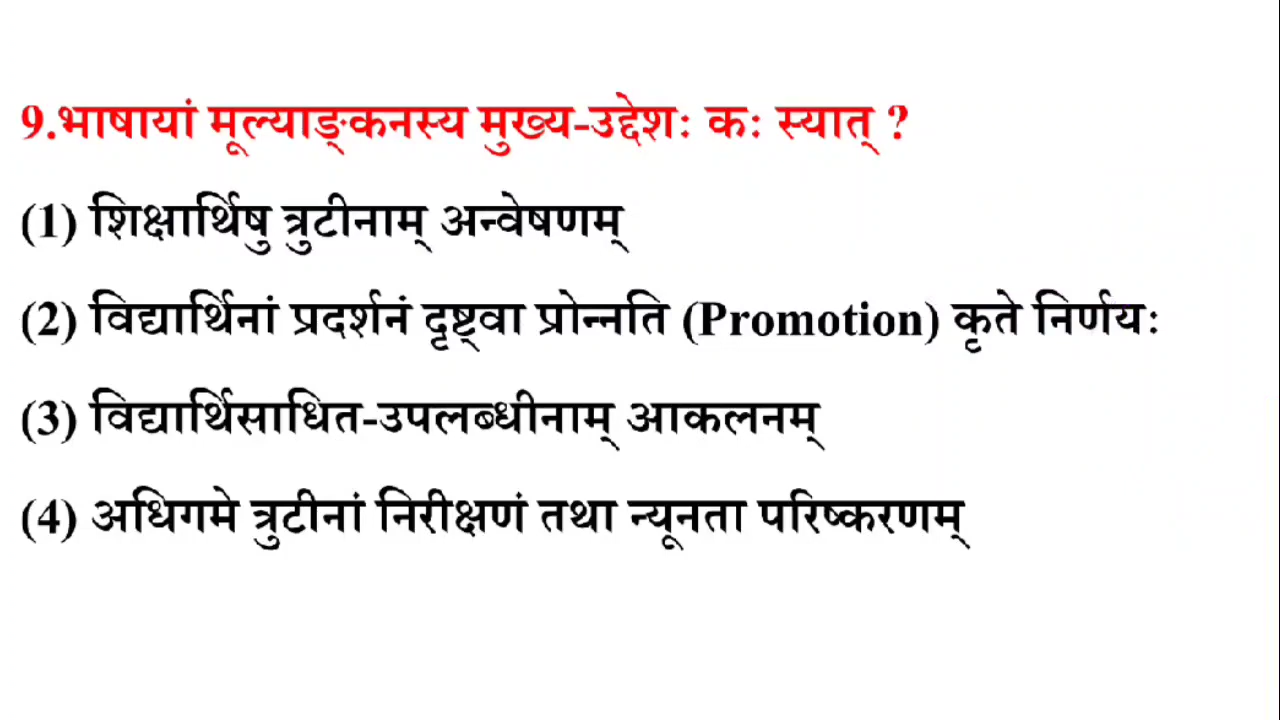 9.भाषायां मूल्याङ्कनस्य मुख्य-उद्देशः कः स्यात् ?
(1) शिक्षार्थिषु त्रुटीनाम् अन्वेषणम्
(2) विद्यार्थिनां प्रदर्शनं दृष्ट्वा प्रोन्नति (Promotion) कृते निर्णयः
(3) विद्यार्थिसाधित-उपलब्धीनाम् आकलनम्
(4) अधिगमे त्रुटीनां निरीक्षणं तथा न्यूनता परिष्करणम्